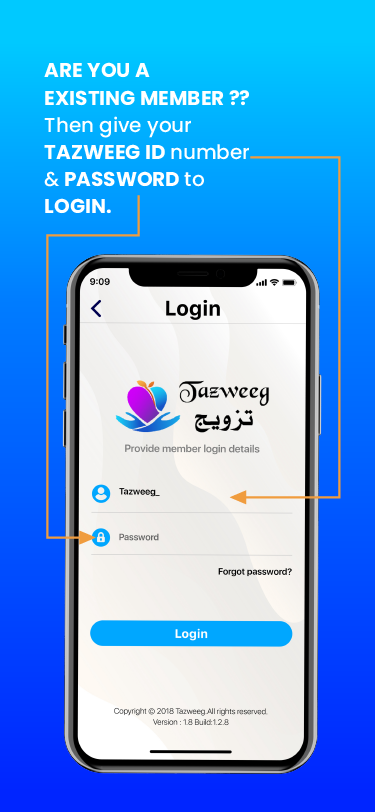 ARE YOU A
EXISTING MEMBER ??
Then give your
TAZWEEG ID number
& PASSWORD to
LOGIN.
9:09
Login
Tazweeg
تزويج
Provide member login details
Tazweeg_
Password
Forgot password?
Login
Copyright © 2018 Tazweeg.All rights reserved.
Version : 1.8 Build:1.2.8